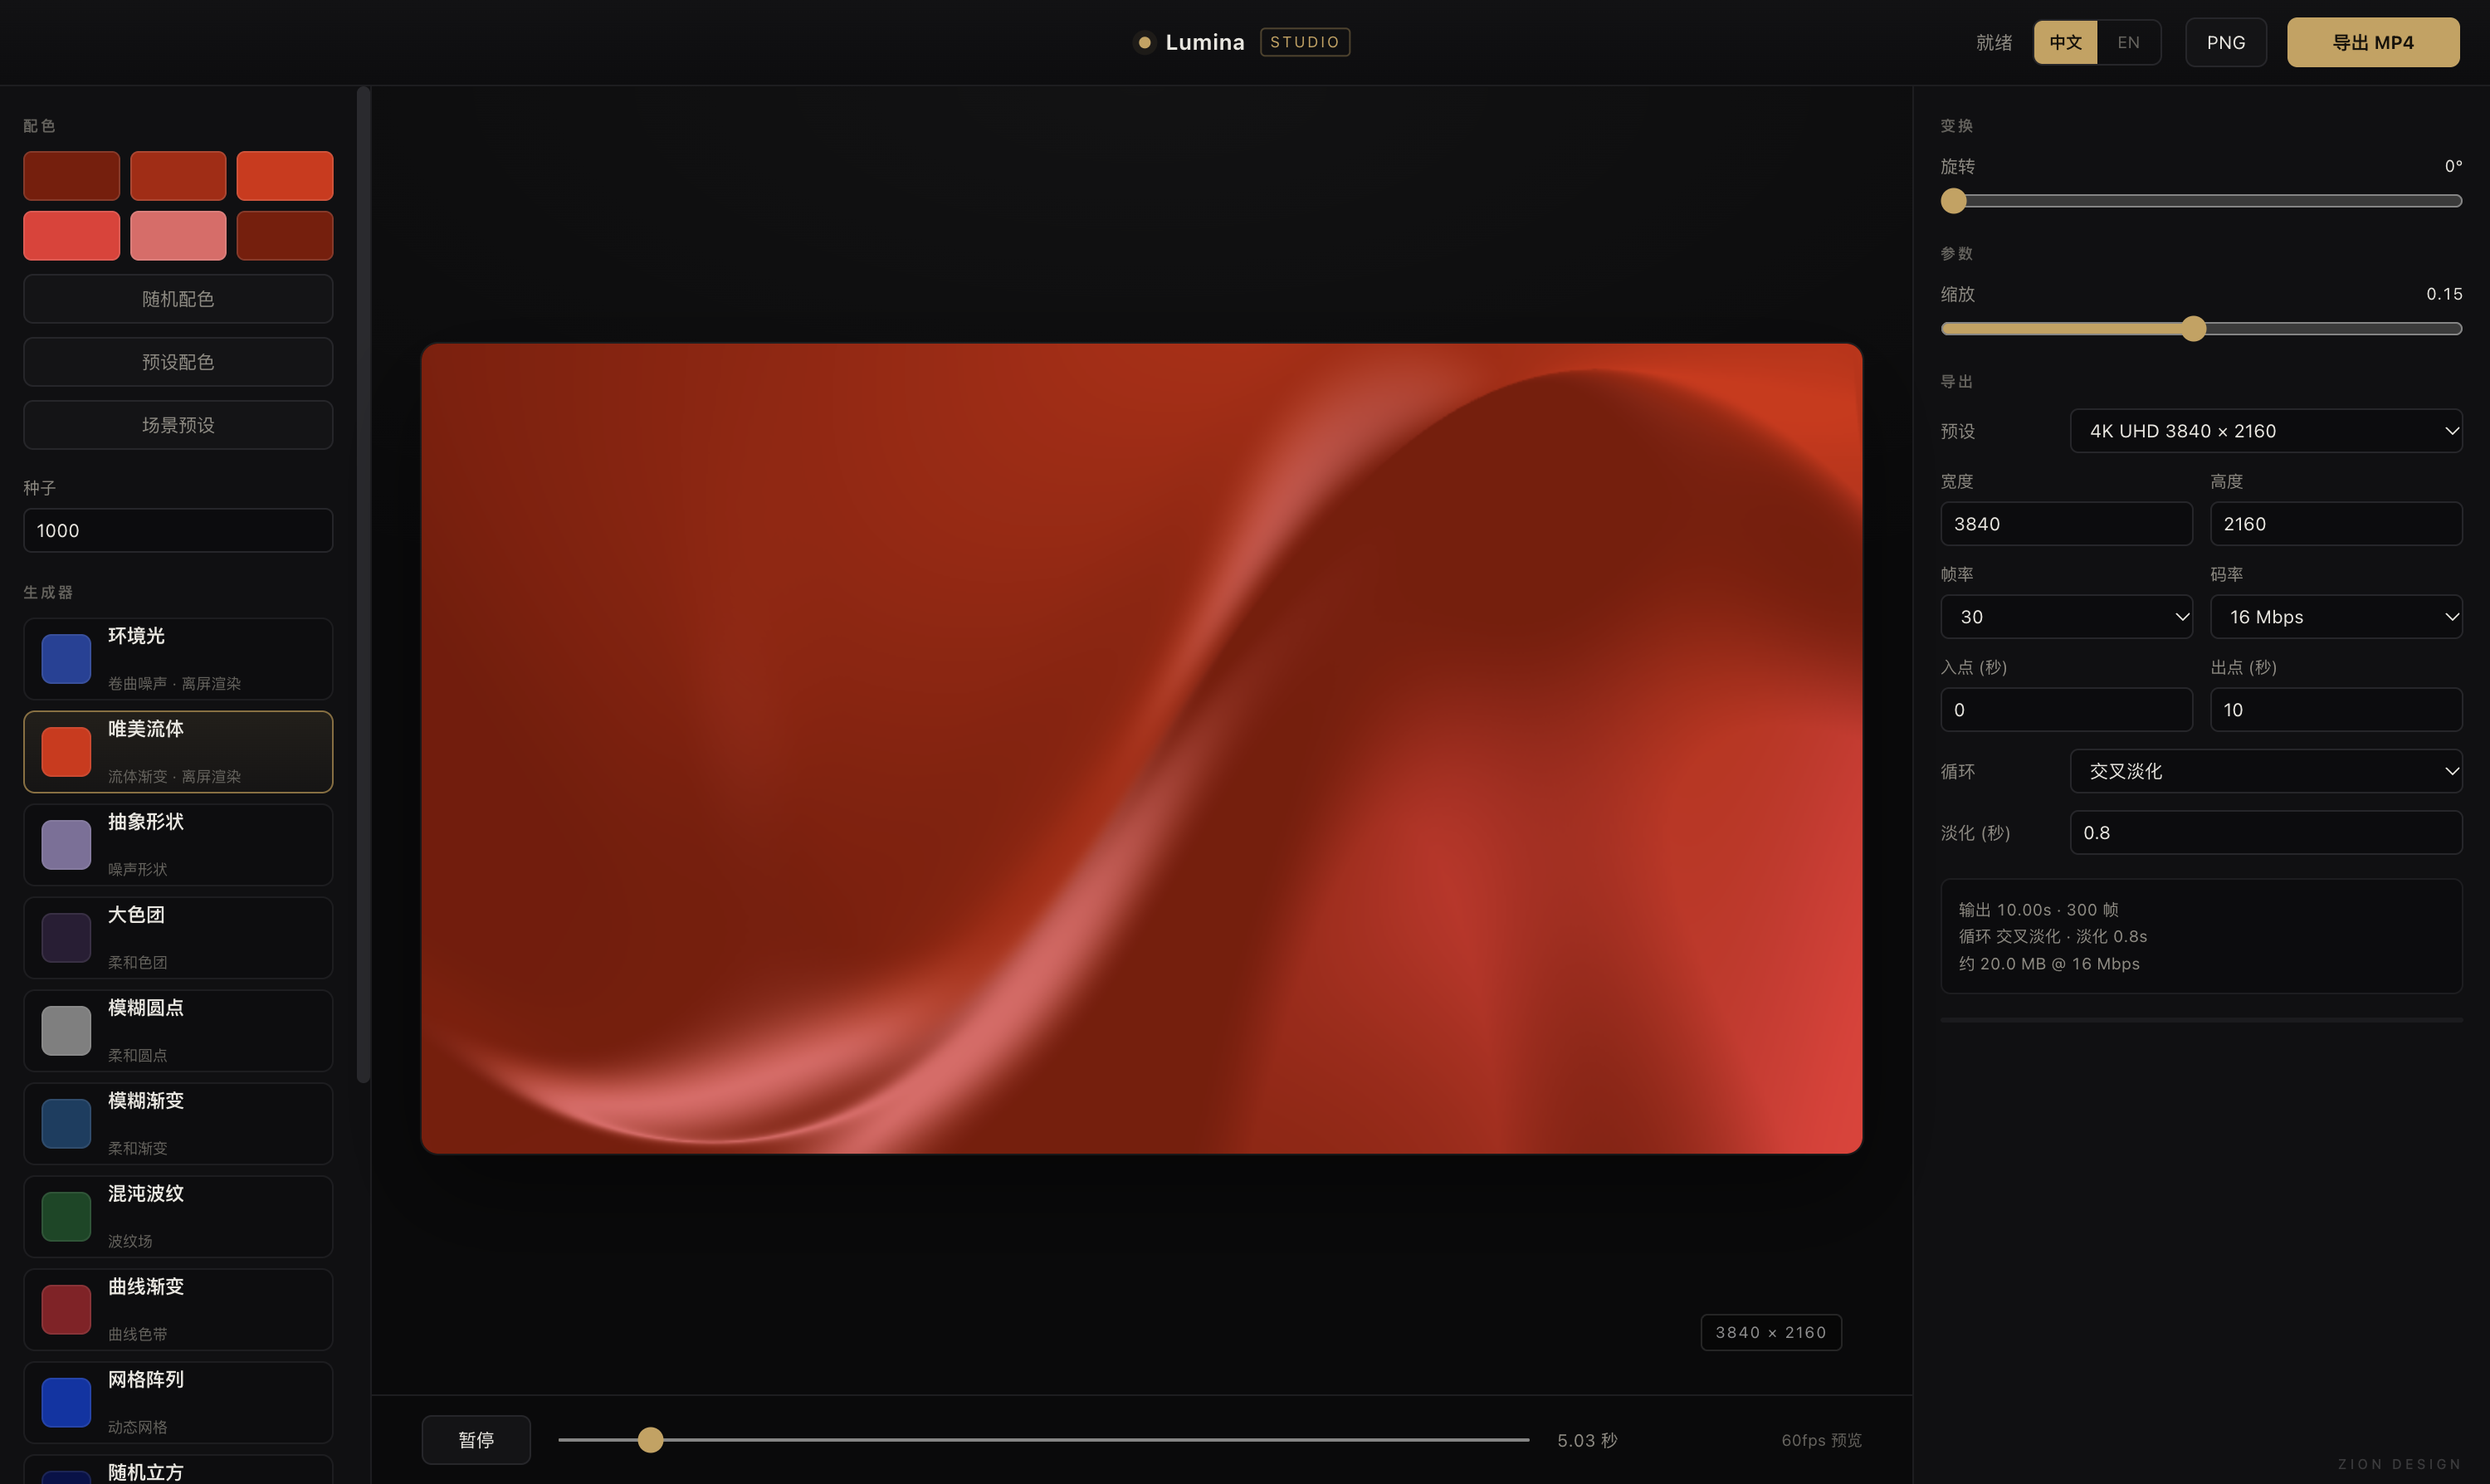 Lumina STUDIO
就绪 中文 EN PNG 导出 MP4
配色
随机配色
预设配色
场景预设
种子
1000
生成器
环境光
卷曲噪声 · 离屏渲染
唯美流体
流体渐变 · 离屏渲染
抽象形状
噪声形状
大色团
柔和色团
模糊圆点
柔和圆点
模糊渐变
柔和渐变
混沌波纹
波纹场
曲线渐变
曲线色带
网格阵列
动态网格
随机立方
3840 × 2160
暂停 5.03 秒 60fps 预览
变换
旋转 0°
参数
缩放 0.15
导出
预设 4K UHD 3840 × 2160
宽度 高度
3840 2160
帧率 码率
30 16 Mbps
入点 (秒) 出点 (秒)
0 10
循环 交叉淡化
淡化 (秒) 0.8
输出 10.00s · 300 帧
循环 交叉淡化 · 淡化 0.8s
约 20.0 MB @ 16 Mbps
ZION DESIGN